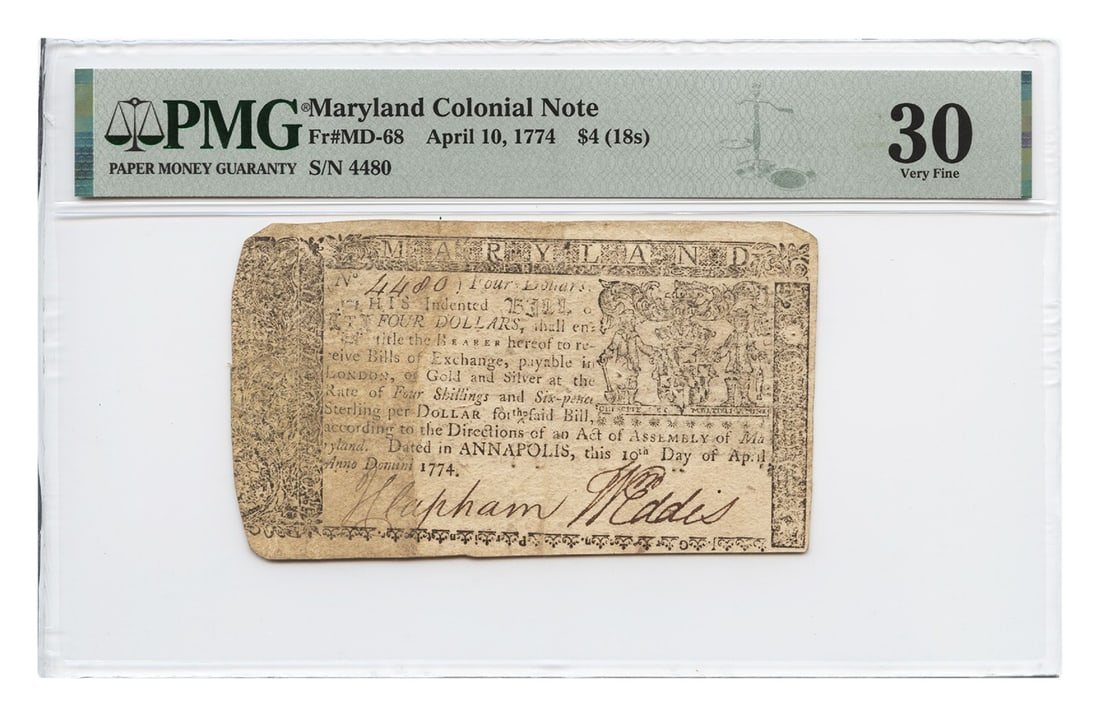 PMG® Maryland Colonial Note
Fr#MD-68 April 10, 1774 $4 (18s)
PAPER MONEY GUARANTY S/N 4480
30
Very Fine
MARYLAND
No 4480) Four Dollars.
THIS Indented BILL o
FOUR DOLLARS, shall en-
title the BEARER hereof to re-
ceive Bills of Exchange, payable in
LONDON, or Gold and Silver at the
Rate of Four Shillings and Six-pence
Sterling per DOLLAR for the said Bill,
according to the Directions of an Act of ASSEMBLY of Ma
ryland. Dated in ANNAPOLIS, this 10th Day of April
Anno Domini 1774.
JClapham WEddis